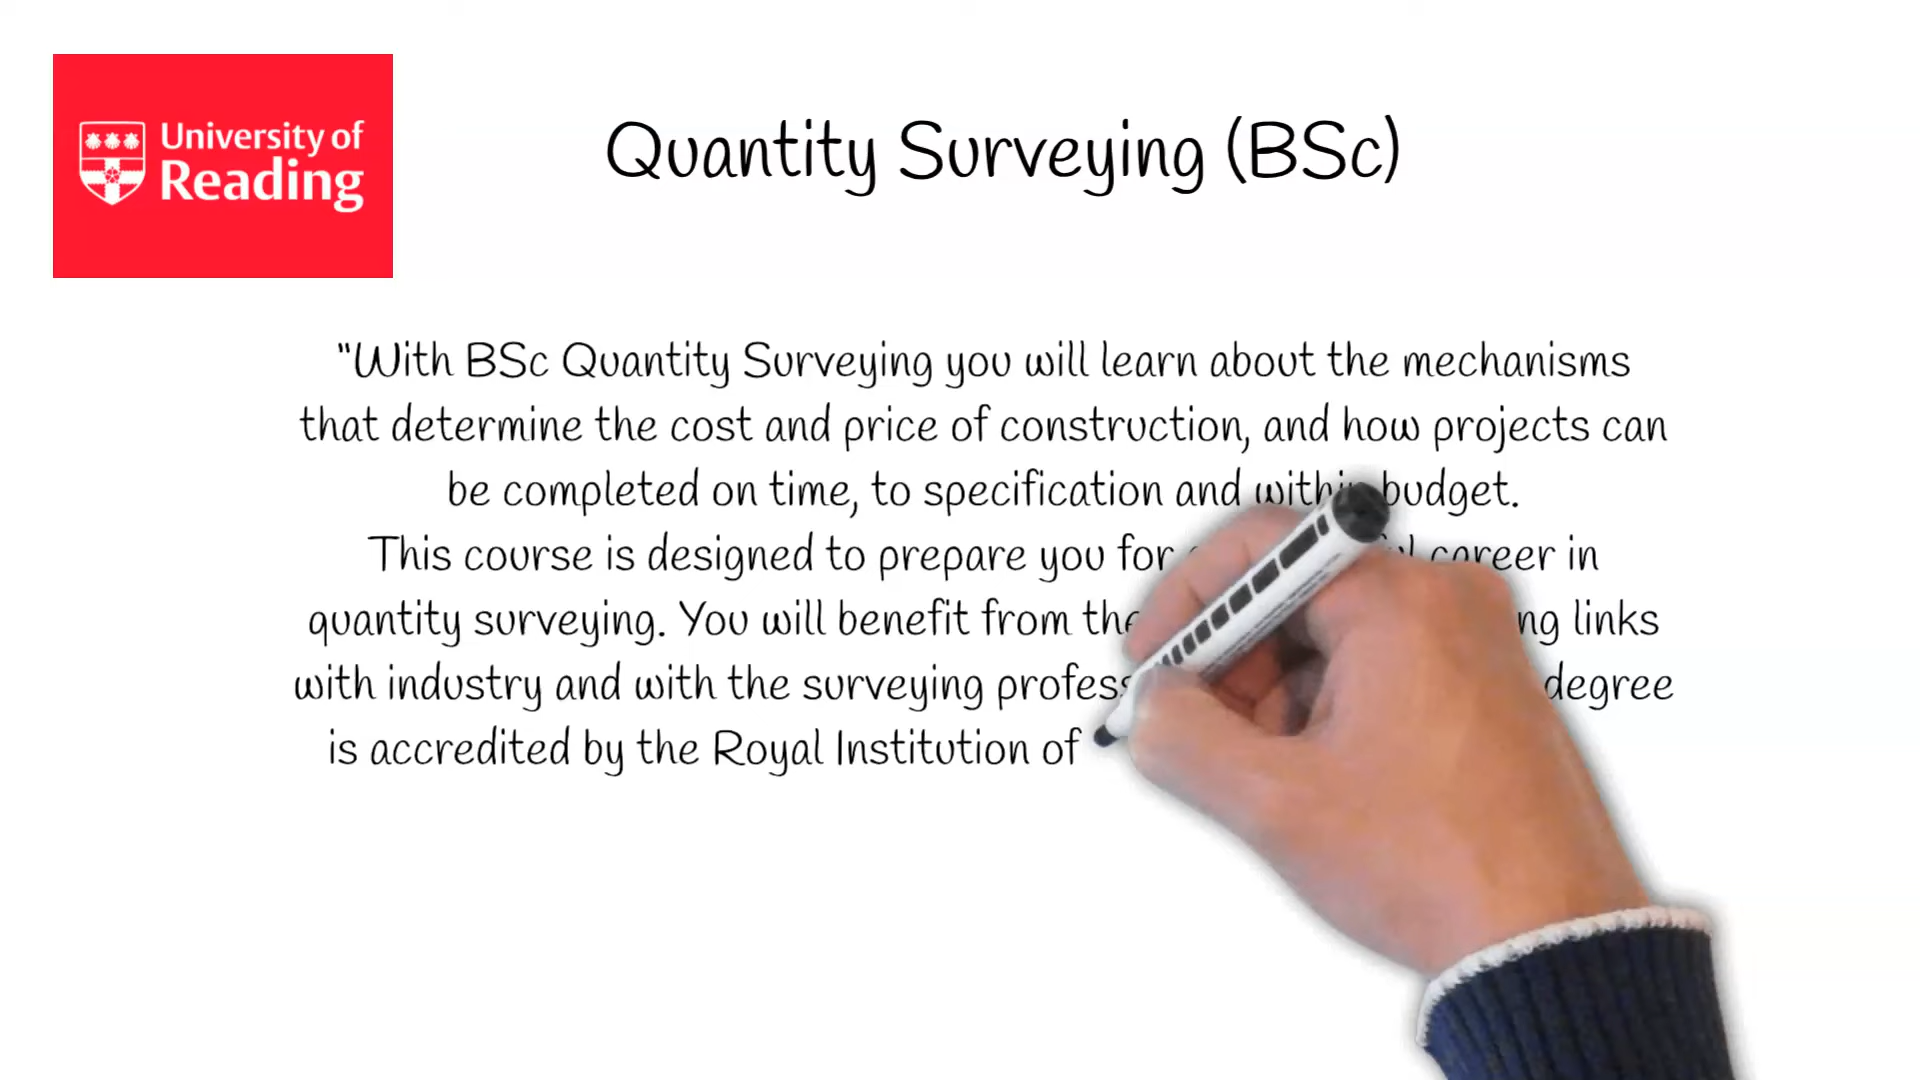 University of
Reading
Quantity Surveying (BSc)
"With BSc Quantity Surveying you will learn about the mechanisms
that determine the cost and price of construction, and how projects can
be completed on time, to specification and within budget.
This course is designed to prepare you for career in
quantity surveying. You will benefit from the links
with industry and with the surveying degree
is accredited by the Royal Institution of